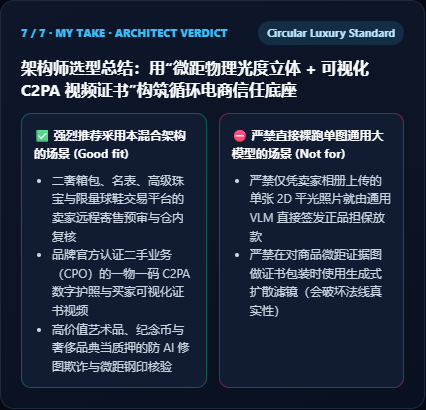 7 / 7 · MY TAKE · ARCHITECT VERDICT
Circular Luxury Standard
架构师选型总结：用“微距物理光度立体 + 可视化
C2PA 视频证书”构筑循环电商信任底座
✅ 强烈推荐采用本混合架构
的场景 (Good fit)
• 二奢箱包、名表、高级珠
宝与限量球鞋交易平台的
卖家远程寄售预审与仓内
复核
• 品牌官方认证二手业务
（CPO）的一物一码 C2PA
数字护照与买家可视化证
书视频
• 高价值艺术品、纪念币与
奢侈品典当质押的防 AI 修
图欺诈与微距钢印核验
⛔ 严禁直接裸跑单图通用大
模型的场景 (Not for)
• 严禁仅凭卖家相册上传的
单张 2D 平光照片就由通用
VLM 直接签发正品担保放
款
• 严禁在对商品微距证据图
做证书包装时使用生成式
扩散滤镜（会破坏法线真
实性）